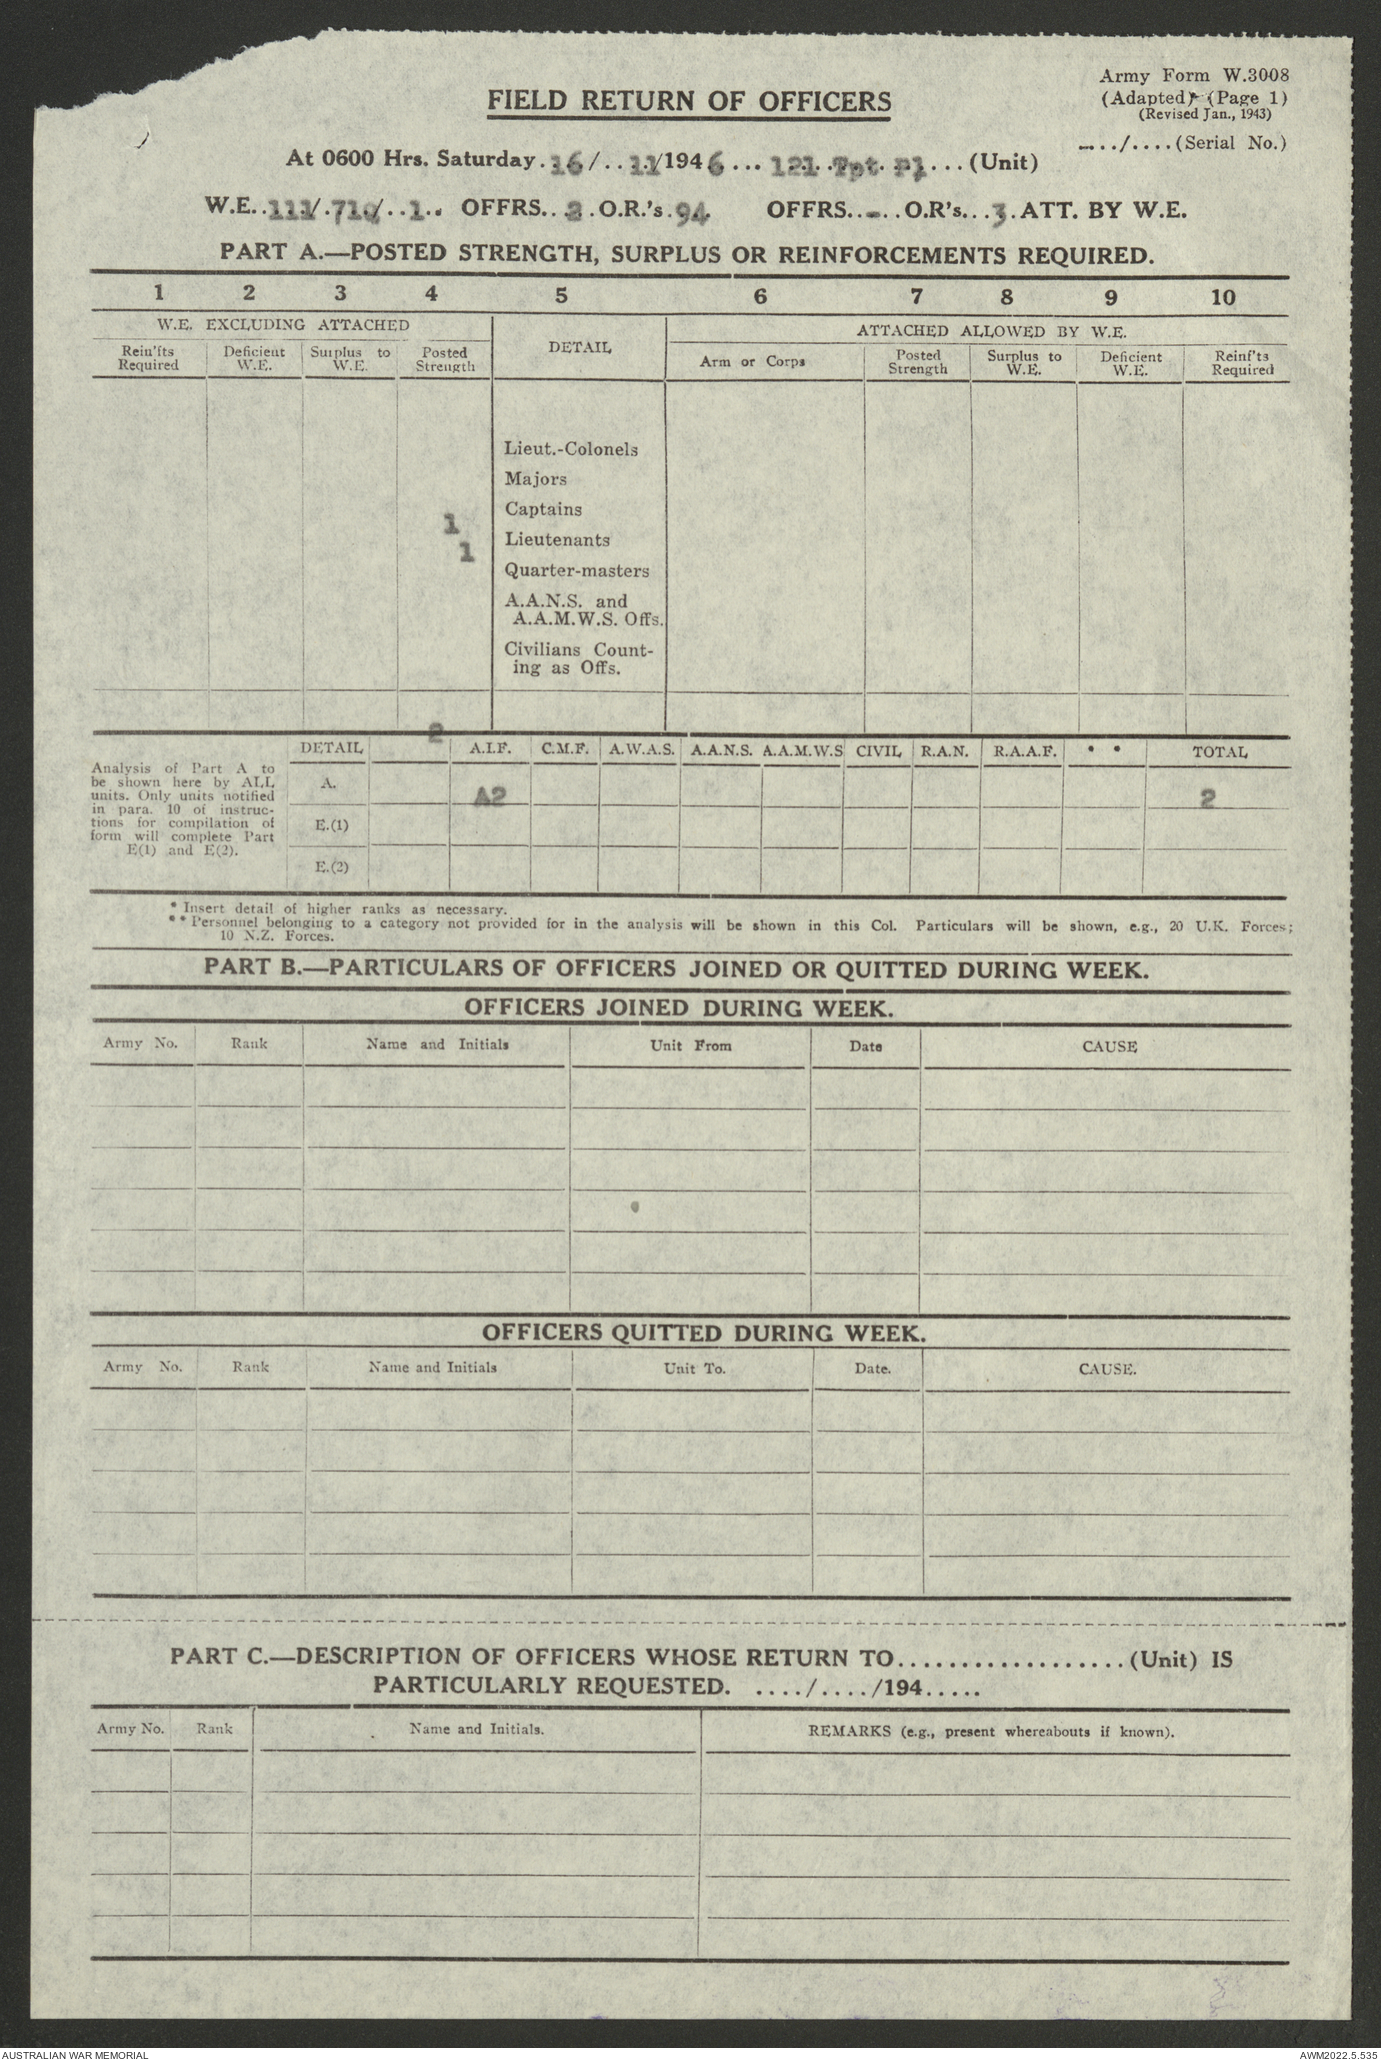 Army Form W.3008
(Adapted) (Page 1)
(Revised Jan., 1943)
FIELD RETURN OF OFFICERS
-.../....(Serial No.)
At 0600 Hrs. Saturday.16/..11/1946...121.Tpt.Pl...(Unit)
W.E..111/.71c/..1.. OFFRS..2.O.R.'s.94. OFFRS..-..O.R's...3.ATT. BY W.E.
PART A.—POSTED STRENGTH, SURPLUS OR REINFORCEMENTS REQUIRED.
1 2 3 4 5 6 7 8 9 10
W.E. EXCLUDING ATTACHED DETAIL ATTACHED ALLOWED BY W.E.
Rein'fts Required Deficient W.E. Surplus to W.E. Posted Strength Arm or Corps Posted Strength Surplus to W.E. Deficient W.E. Reinf'ts Required
Lieut.-Colonels
Majors
Captains
1
Lieutenants
1
Quarter-masters
A.A.N.S. and
A.A.M.W.S. Offs.
Civilians Count-
ing as Offs.
2
DETAIL A.I.F. C.M.F. A.W.A.S. A.A.N.S. A.A.M.W.S CIVIL R.A.N. R.A.A.F. * * TOTAL
Analysis of Part A to
be shown here by ALL
units. Only units notified
in para. 10 of instruc-
tions for compilation of
form will complete Part
E(1) and E(2).
A. A2 2
E.(1)
E.(2)
* Insert detail of higher ranks as necessary.
** Personnel belonging to a category not provided for in the analysis will be shown in this Col. Particulars will be shown, e.g., 20 U.K. Forces;
10 N.Z. Forces.
PART B.—PARTICULARS OF OFFICERS JOINED OR QUITTED DURING WEEK.
OFFICERS JOINED DURING WEEK.
Army No. Rank Name and Initials Unit From Date CAUSE
OFFICERS QUITTED DURING WEEK.
Army No. Rank Name and Initials Unit To. Date. CAUSE.
PART C.—DESCRIPTION OF OFFICERS WHOSE RETURN TO..................(Unit) IS
PARTICULARLY REQUESTED. ..../..../194.....
Army No. Rank Name and Initials. REMARKS (e.g., present whereabouts if known).
AUSTRALIAN WAR MEMORIAL
AWM2022.5.535